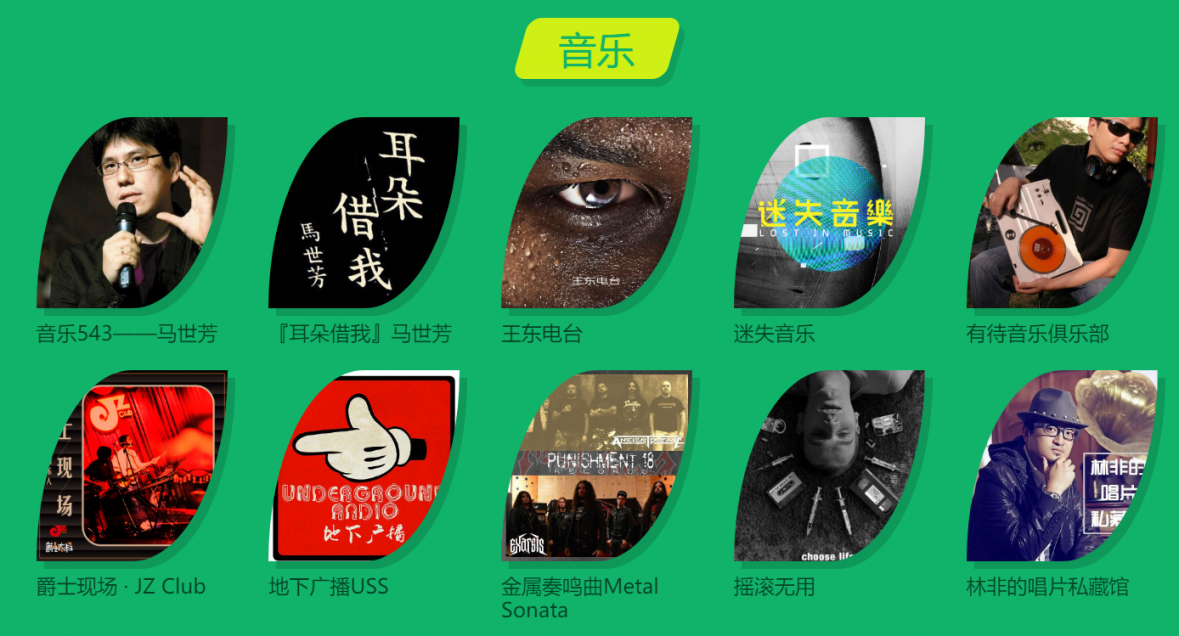 音乐
耳朵
借我
馬世芳
王东电台
迷失音樂
LOST IN MUSIC
音乐543——马世芳
『耳朵借我』马世芳
王东电台
迷失音乐
有待音乐俱乐部
JZ
Club
士现场
JZ
UNDERGROUN
RADIO
地下广播
PUNISHMENT 18
RECORDS
choose life
林非的
唱片
私藏
爵士现场 · JZ Club
地下广播USS
金属奏鸣曲Metal
Sonata
摇滚无用
林非的唱片私藏馆